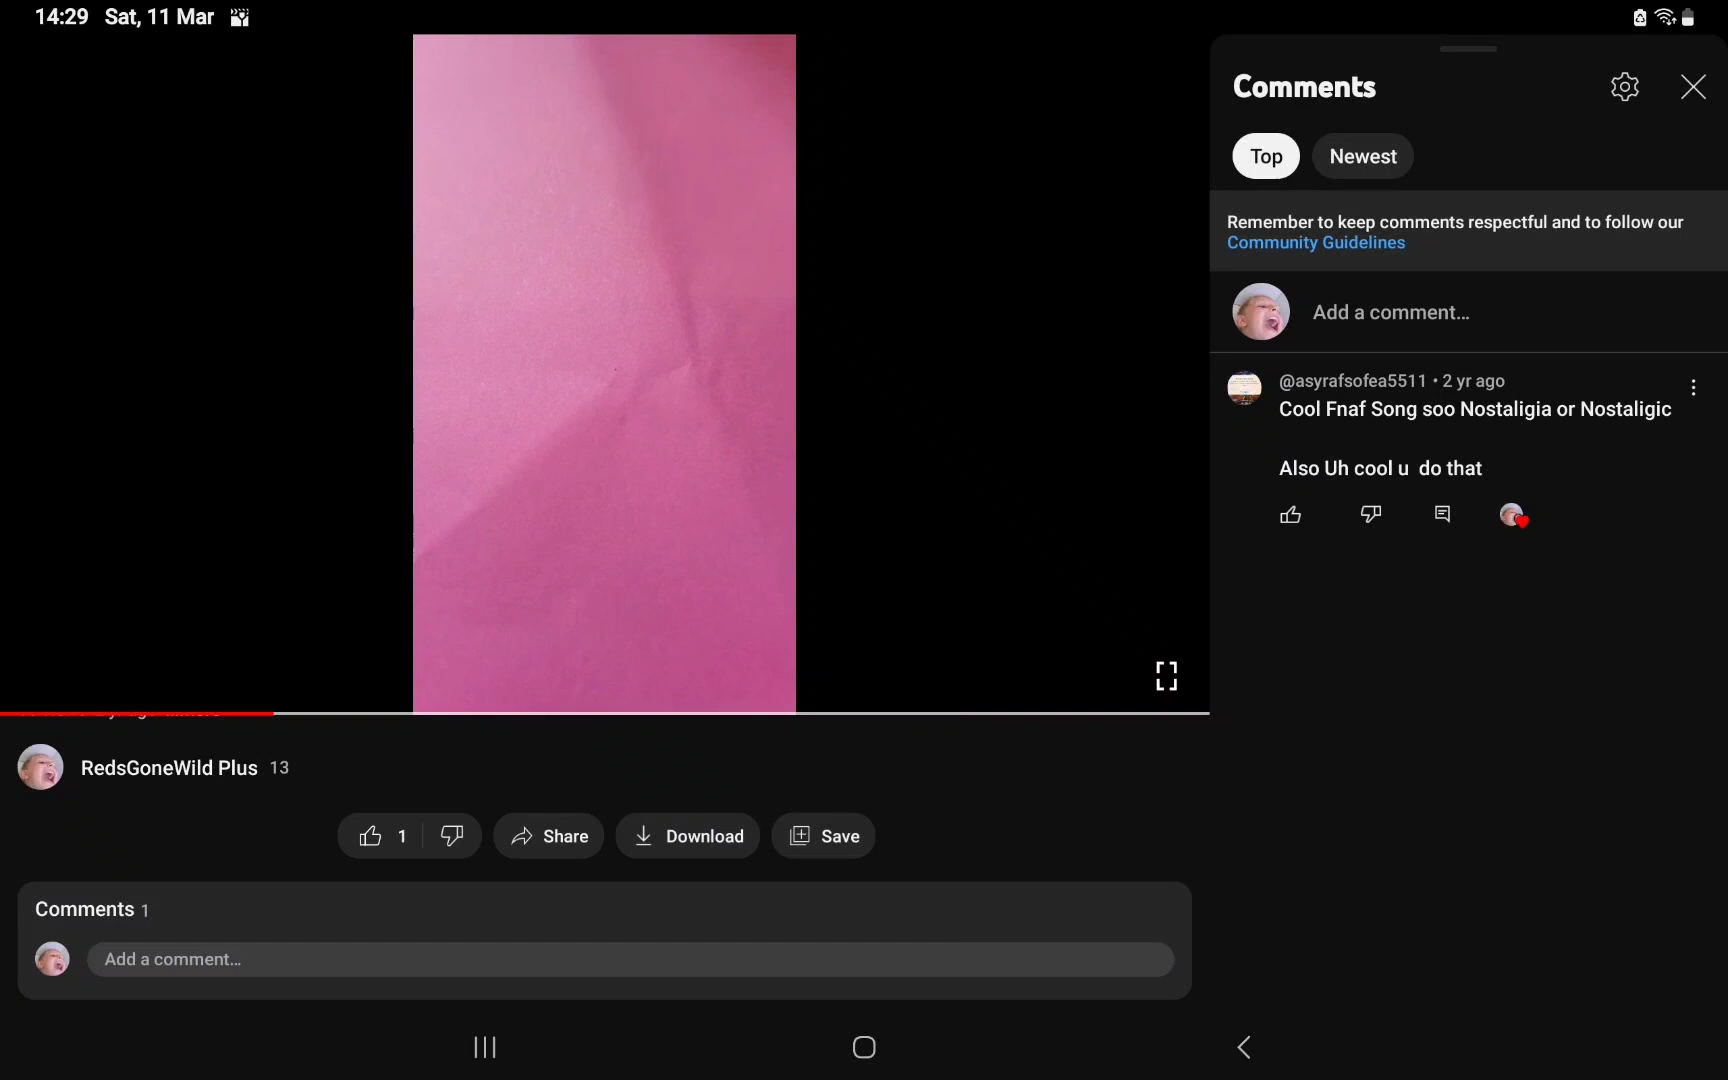 14:29 Sat, 11 Mar
Comments
Top Newest
Remember to keep comments respectful and to follow our
Community Guidelines
Add a comment...
@asyrafsofea5511 • 2 yr ago
Cool Fnaf Song soo Nostaligia or Nostaligic
Also Uh cool u do that
RedsGoneWild Plus 13
1 Share Download Save
Comments 1
Add a comment...